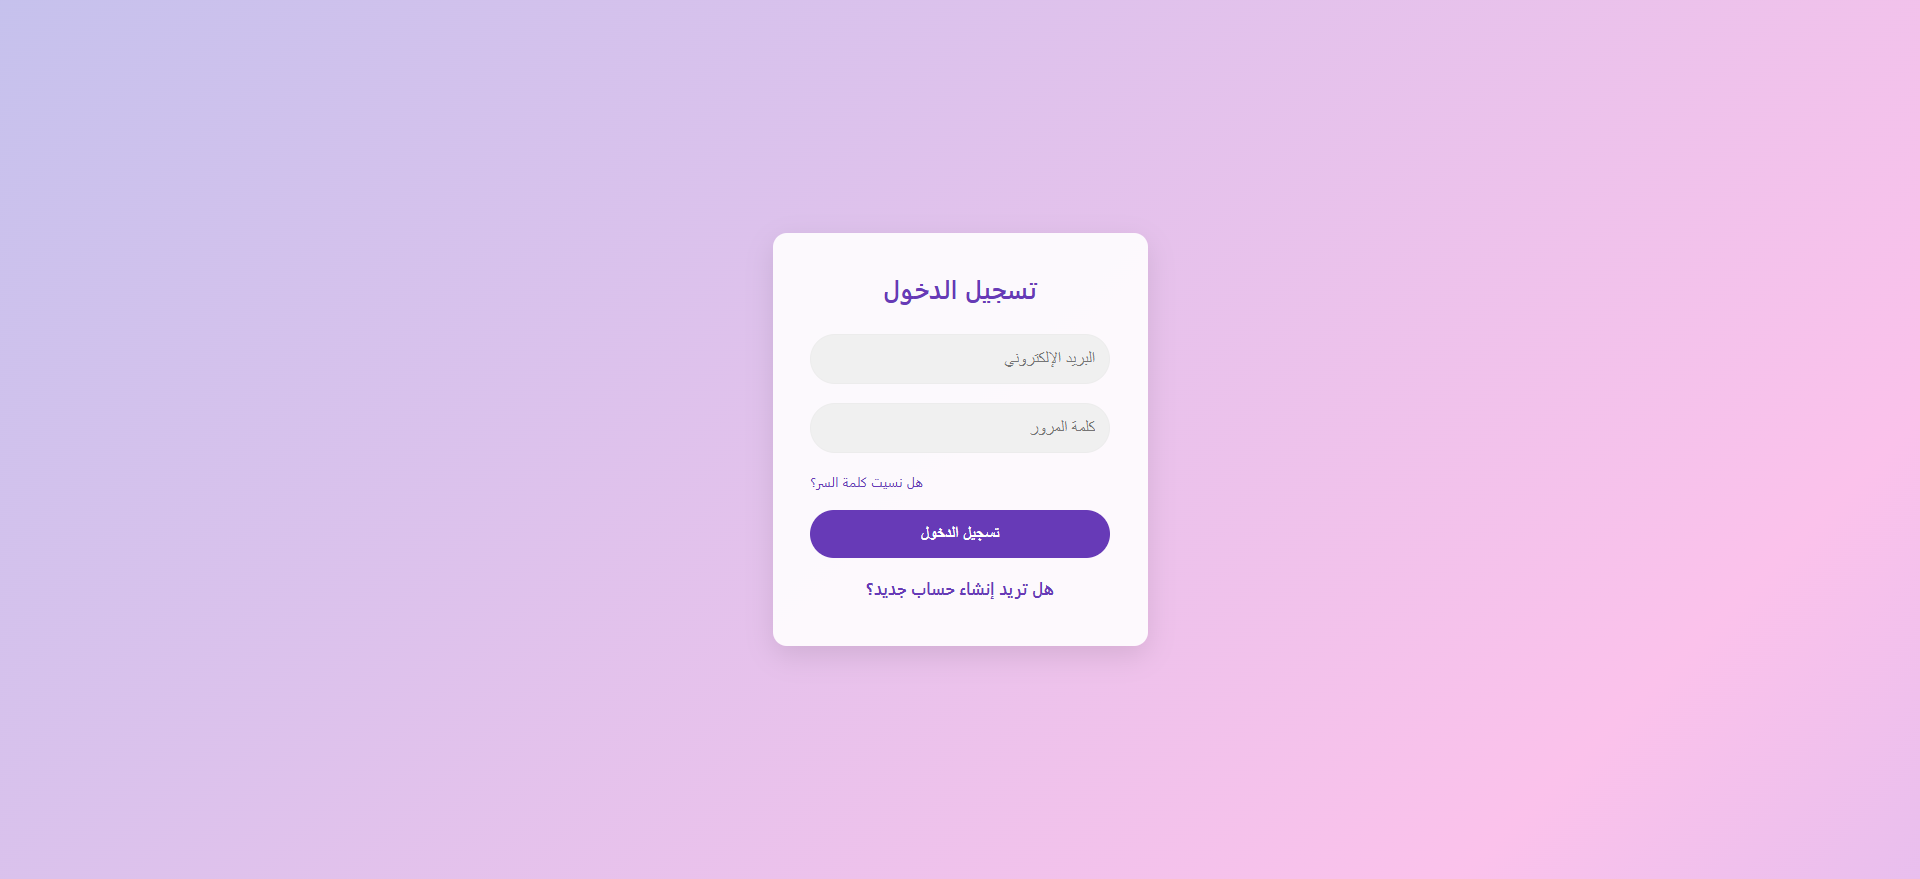 تسجيل الدخول
البريد الإلكتروني
كلمة المرور
هل نسيت كلمة السر؟
تسجيل الدخول
هل تريد إنشاء حساب جديد؟